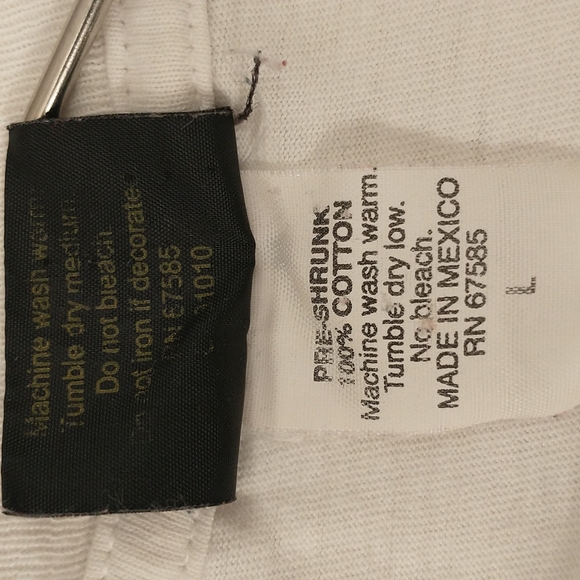 Machine wash warm
Tumble dry medium
Do not bleach
not iron if decorate
RN 67585
1010
PRE-SHRUNK
100% COTTON
Machine wash warm.
Tumble dry low.
No bleach.
MADE IN MEXICO
RN 67585
L